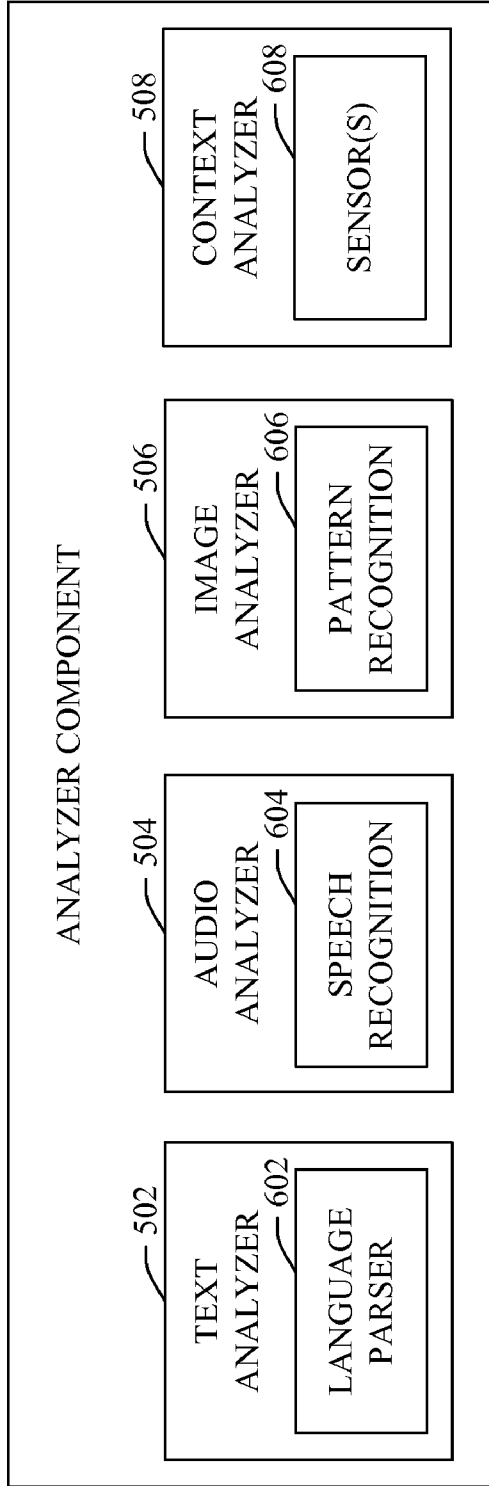 ANALYZER COMPONENT
502
TEXT
ANALYZER
602
LANGUAGE
PARSER
504
AUDIO
ANALYZER
604
SPEECH
RECOGNITION
506
IMAGE
ANALYZER
606
PATTERN
RECOGNITION
508
CONTEXT
ANALYZER
608
SENSOR(S)